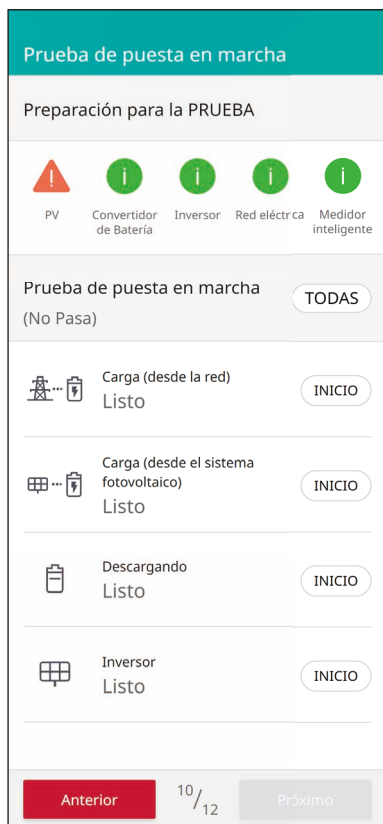 Prueba de puesta en marcha
Preparación para la PRUEBA
PV
Convertidor
de Batería
Inversor
Red eléctrica
Medidor
inteligente
Prueba de puesta en marcha
(No Pasa)
TODAS
Carga (desde la red)
Listo
INICIO
Carga (desde el sistema
fotovoltaico)
Listo
INICIO
Descargando
Listo
INICIO
Inversor
Listo
INICIO
Anterior
10/12
Próximo